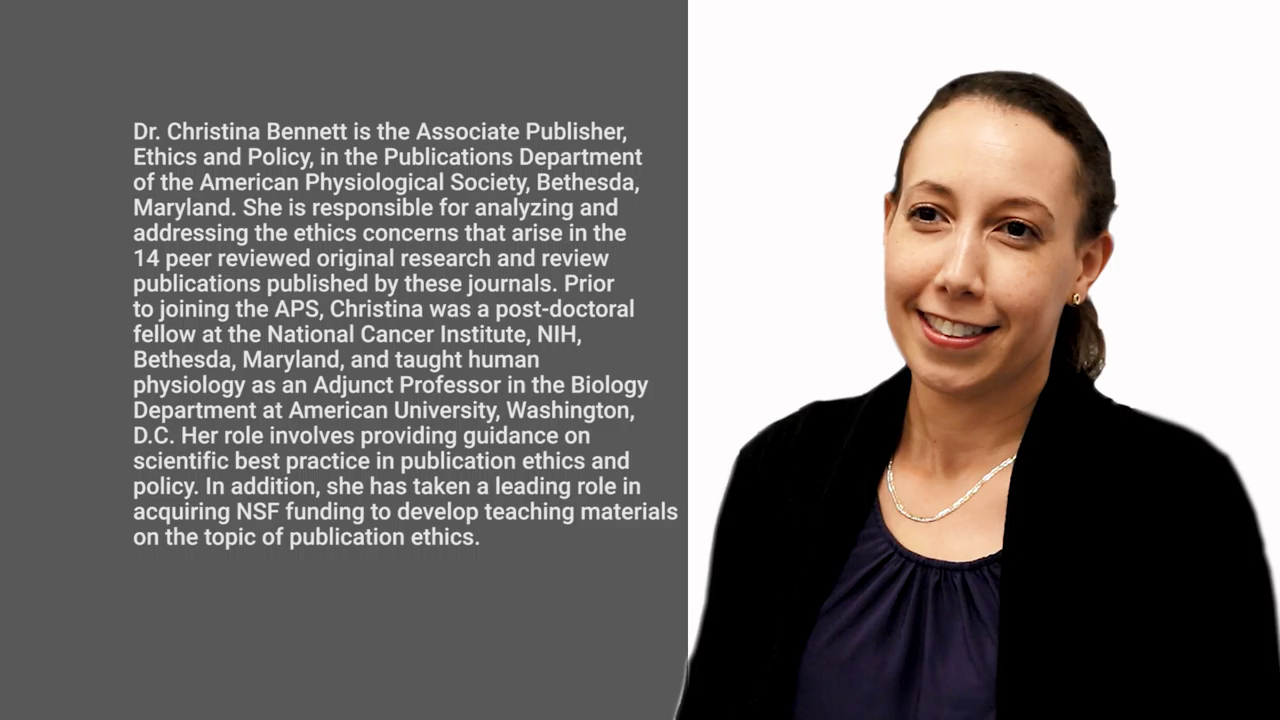 Dr. Christina Bennett is the Associate Publisher,
Ethics and Policy, in the Publications Department
of the American Physiological Society, Bethesda,
Maryland. She is responsible for analyzing and
addressing the ethics concerns that arise in the
14 peer reviewed original research and review
publications published by these journals. Prior
to joining the APS, Christina was a post-doctoral
fellow at the National Cancer Institute, NIH,
Bethesda, Maryland, and taught human
physiology as an Adjunct Professor in the Biology
Department at American University, Washington,
D.C. Her role involves providing guidance on
scientific best practice in publication ethics and
policy. In addition, she has taken a leading role in
acquiring NSF funding to develop teaching materials
on the topic of publication ethics.